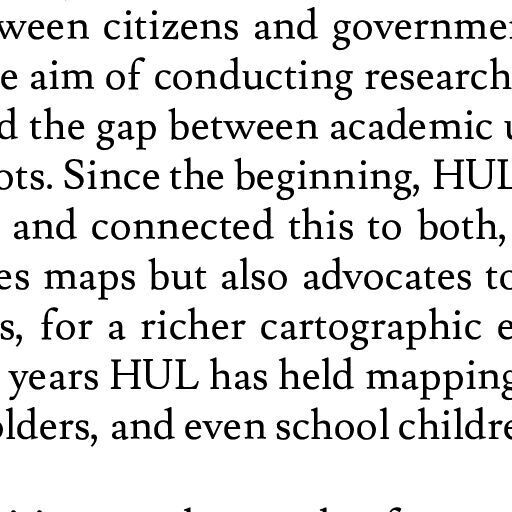 ween citizens and governme
e aim of conducting research
d the gap between academic u
ots. Since the beginning, HUL
and connected this to both,
es maps but also advocates to
s, for a richer cartographic e
years HUL has held mapping
olders, and even school childre